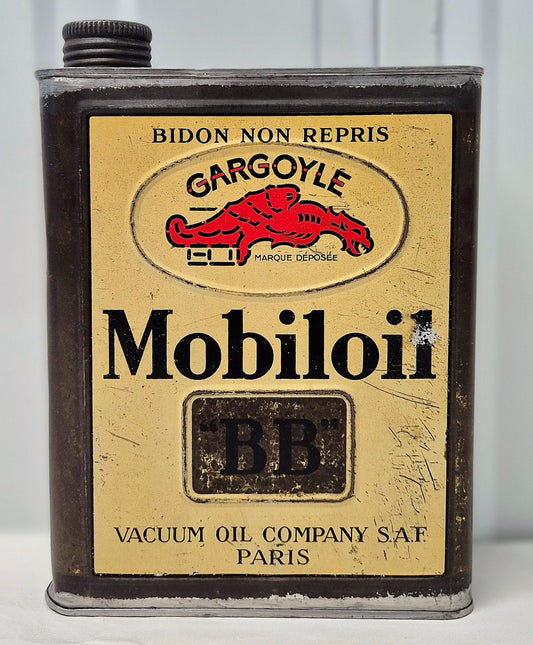 BIDON NON REPRIS
GARGOYLE
MARQUE DÉPOSÉE
Mobiloil
"BB"
VACUUM OIL COMPANY S.A.F.
PARIS